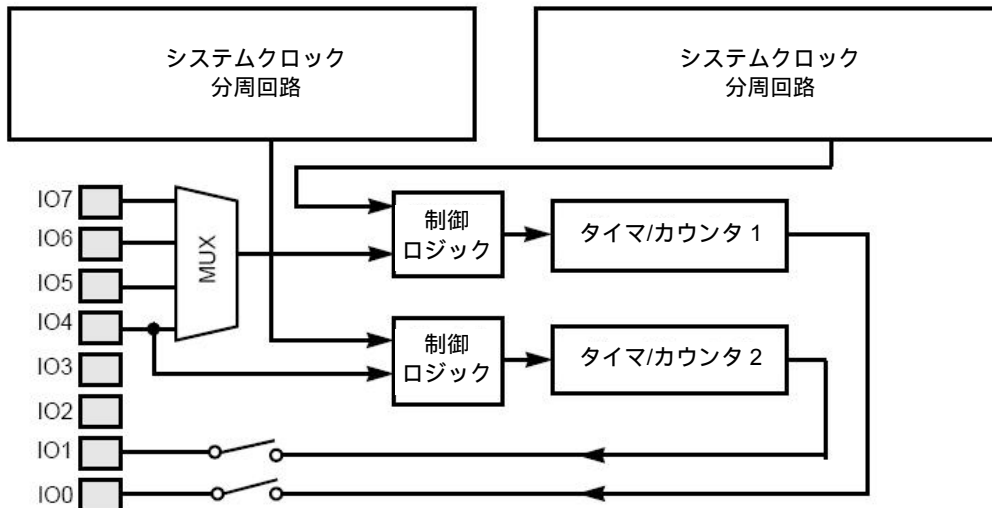 システムクロック
分周回路
システムクロック
分周回路
IO7
IO6
IO5
IO4
IO3
IO2
IO1
IO0
MUX
制御
ロジック
タイマ/カウンタ 1
制御
ロジック
タイマ/カウンタ 2